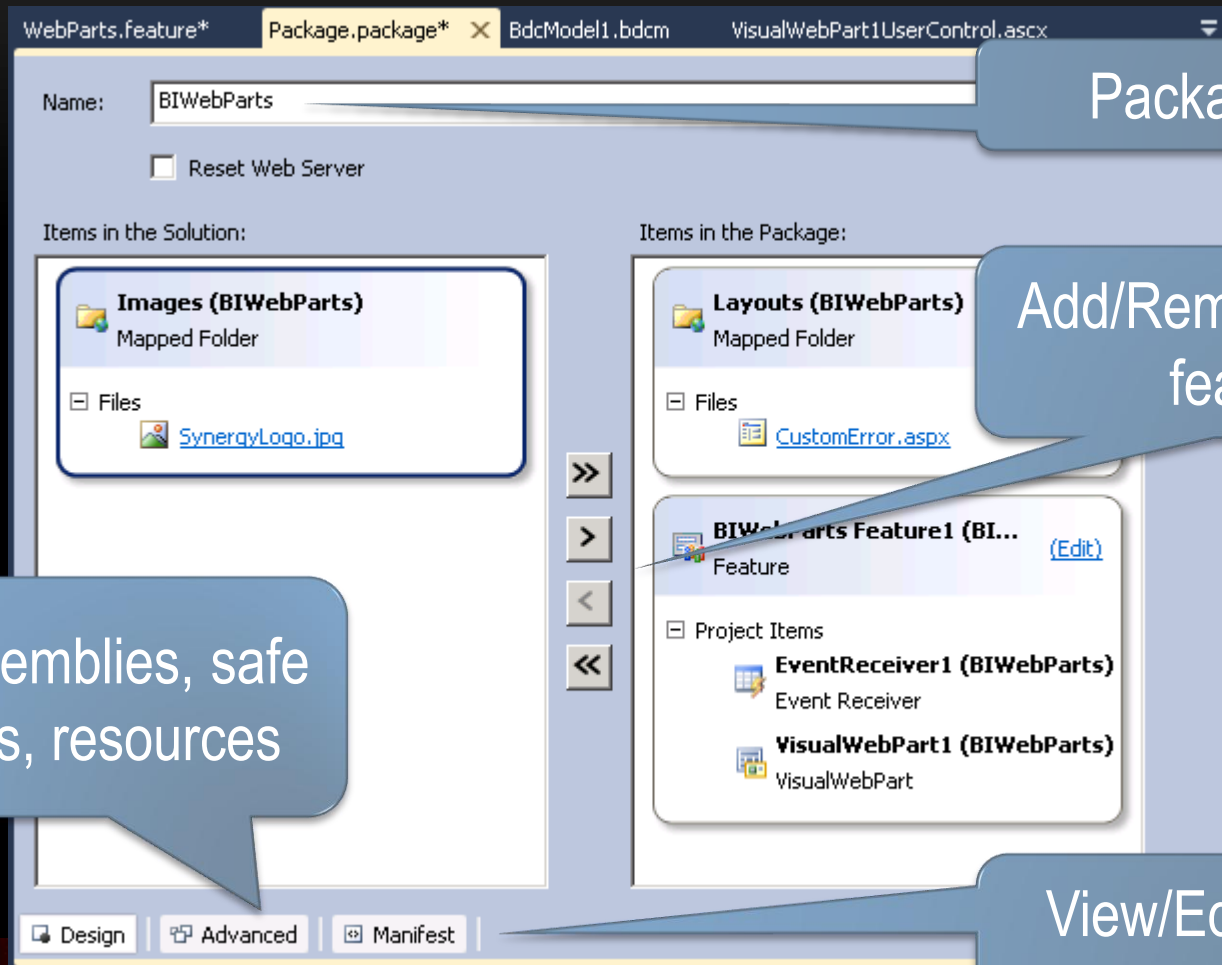 WebParts.feature* Package.package* BdcModel1.bdcm VisualWebPart1UserControl.ascx
Name: BIWebParts
Reset Web Server
Items in the Solution: Items in the Package:
Images (BIWebParts)
Mapped Folder
Files
SynergyLogo.jpg
Layouts (BIWebParts)
Mapped Folder
Files
CustomError.aspx
BIWebParts Feature1 (BI...
(Edit)
Feature
Project Items
EventReceiver1 (BIWebParts)
Event Receiver
VisualWebPart1 (BIWebParts)
VisualWebPart
Design Advanced Manifest
Packa
Add/Rem
fea
emblies, safe
s, resources
View/Ed